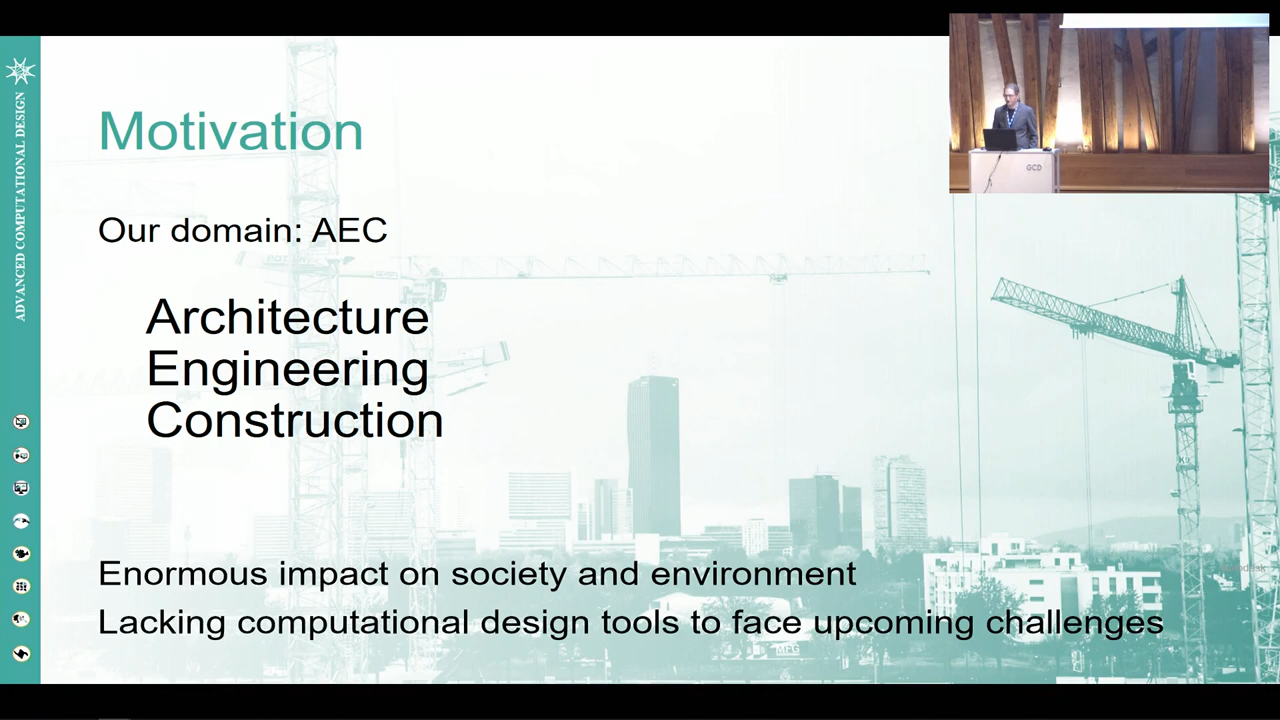 ADVANCED COMPUTATIONAL DESIGN
Motivation
GCD
Our domain: AEC
Architecture
Engineering
Construction
Enormous impact on society and environment
Lacking computational design tools to face upcoming challenges
MFG